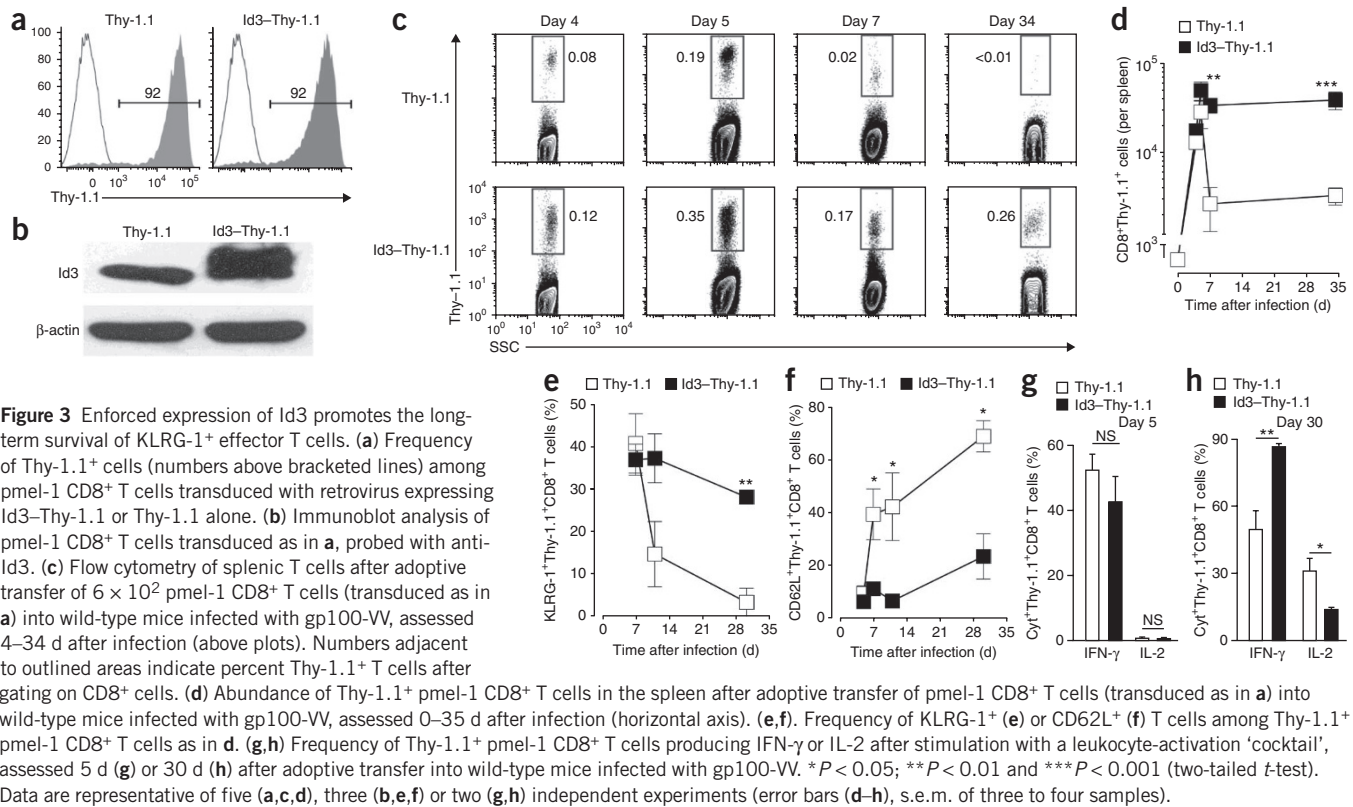 a
Thy-1.1
Id3–Thy-1.1
100
80
60
40
20
0
92
92
0 10³ 10⁴ 10⁵
Thy-1.1
b
Thy-1.1
Id3–Thy-1.1
Id3
β-actin
c
Day 4
Day 5
Day 7
Day 34
Thy-1.1
0.08
0.19
0.02
<0.01
Id3–Thy-1.1
0.12
0.35
0.17
0.26
10⁴
10³
10²
10¹
10⁰
Thy–1.1
10⁰ 10¹ 10² 10³ 10⁴
SSC
d
Thy-1.1
Id3–Thy-1.1
CD8⁺Thy-1.1⁺ cells (per spleen)
10⁵
10⁴
10³
**
***
0 7 14 21 28 35
Time after infection (d)
e
Thy-1.1
Id3–Thy-1.1
KLRG-1⁺Thy-1.1⁺CD8⁺ T cells (%)
50
40
30
20
10
0
**
0 7 14 21 28 35
Time after infection (d)
f
Thy-1.1
Id3–Thy-1.1
CD62L⁺Thy-1.1⁺CD8⁺ T cells (%)
80
60
40
20
0
*
*
*
0 7 14 21 28 35
Time after infection (d)
g
Thy-1.1
Id3–Thy-1.1
Day 5
Cyt⁺Thy-1.1⁺CD8⁺ T cells (%)
60
40
20
0
NS
NS
IFN-γ IL-2
h
Thy-1.1
Id3–Thy-1.1
Day 30
Cyt⁺Thy-1.1⁺CD8⁺ T cells (%)
90
60
30
0
**
*
IFN-γ IL-2
Figure 3 Enforced expression of Id3 promotes the long-
term survival of KLRG-1⁺ effector T cells. (a) Frequency
of Thy-1.1⁺ cells (numbers above bracketed lines) among
pmel-1 CD8⁺ T cells transduced with retrovirus expressing
Id3–Thy-1.1 or Thy-1.1 alone. (b) Immunoblot analysis of
pmel-1 CD8⁺ T cells transduced as in a, probed with anti-
Id3. (c) Flow cytometry of splenic T cells after adoptive
transfer of 6 × 10² pmel-1 CD8⁺ T cells (transduced as in
a) into wild-type mice infected with gp100-VV, assessed
4–34 d after infection (above plots). Numbers adjacent
to outlined areas indicate percent Thy-1.1⁺ T cells after
gating on CD8⁺ cells. (d) Abundance of Thy-1.1⁺ pmel-1 CD8⁺ T cells in the spleen after adoptive transfer of pmel-1 CD8⁺ T cells (transduced as in a) into
wild-type mice infected with gp100-VV, assessed 0–35 d after infection (horizontal axis). (e,f). Frequency of KLRG-1⁺ (e) or CD62L⁺ (f) T cells among Thy-1.1⁺
pmel-1 CD8⁺ T cells as in d. (g,h) Frequency of Thy-1.1⁺ pmel-1 CD8⁺ T cells producing IFN-γ or IL-2 after stimulation with a leukocyte-activation ‘cocktail’,
assessed 5 d (g) or 30 d (h) after adoptive transfer into wild-type mice infected with gp100-VV. *P < 0.05; **P < 0.01 and ***P < 0.001 (two-tailed t-test).
Data are representative of five (a,c,d), three (b,e,f) or two (g,h) independent experiments (error bars (d–h), s.e.m. of three to four samples).